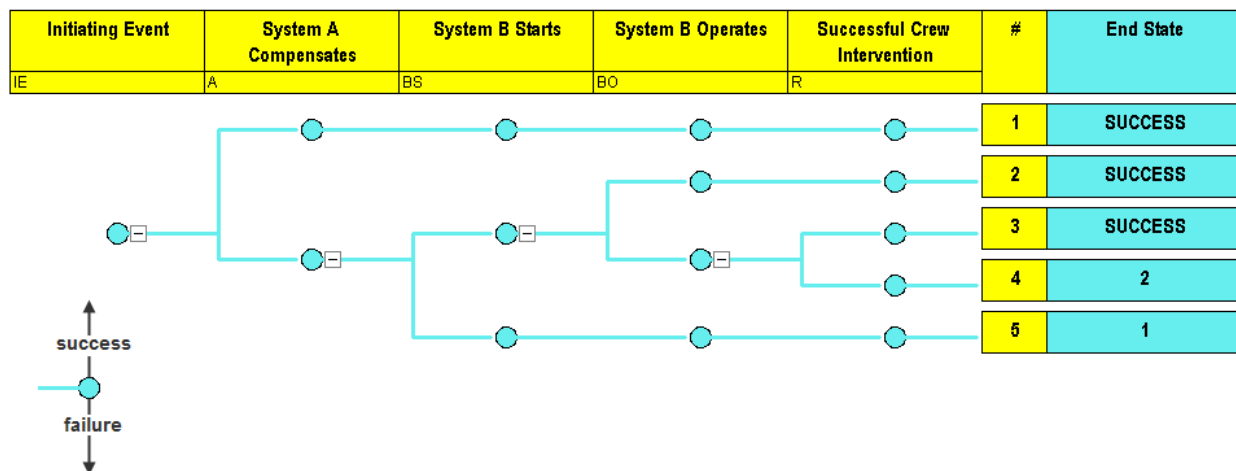 Initiating Event
System A
Compensates
System B Starts
System B Operates
Successful Crew
Intervention
#
End State
IE
A
BS
BO
R
1
SUCCESS
2
SUCCESS
3
SUCCESS
4
2
5
1
success
failure